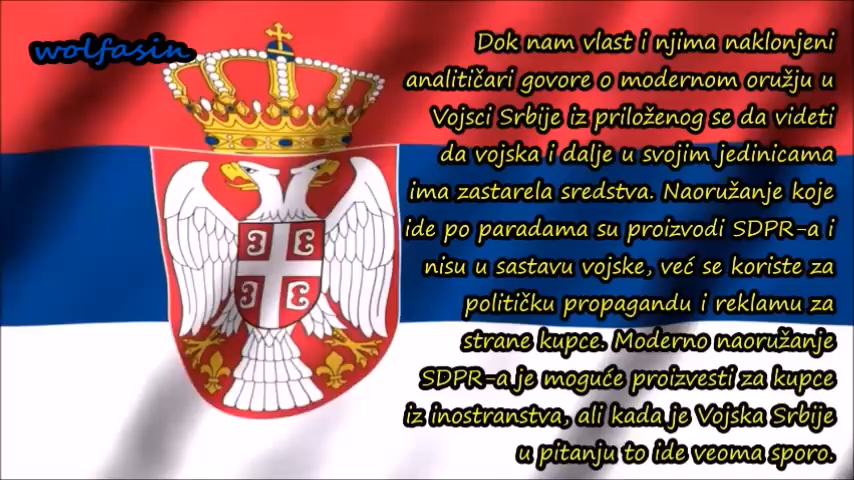 wolfasin
Dok nam vlast i njima naklonjeni
analitičari govore o modernom oružju u
Vojsci Srbije iz priloženog se da videti
da vojska i dalje u svojim jedinicama
ima zastarela sredstva. Naoružanje koje
ide po paradama su proizvodi SDPR-a i
nisu u sastavu vojske, već se koriste za
političku propagandu i reklamu za
strane kupce. Moderno naoružanje
SDPR-a je moguće proizvesti za kupce
iz inostranstva, ali kada je Vojska Srbije
u pitanju to ide veoma sporo.